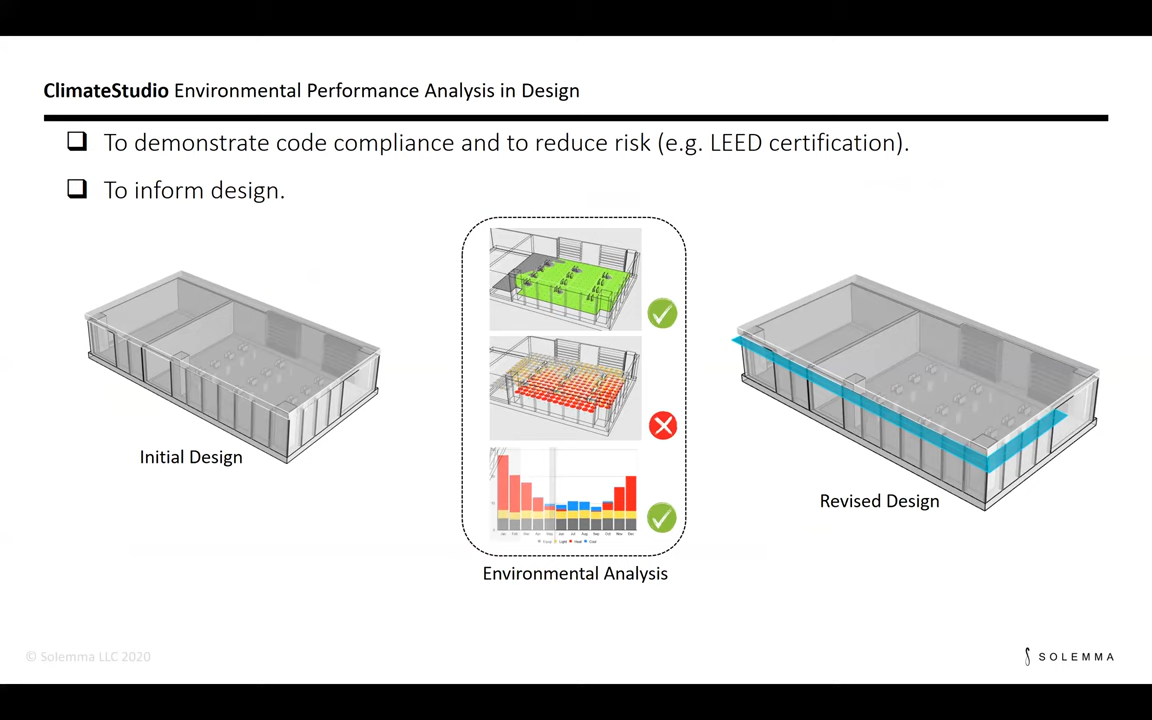 ClimateStudio Environmental Performance Analysis in Design
To demonstrate code compliance and to reduce risk (e.g. LEED certification).
To inform design.
Initial Design
Environmental Analysis
Revised Design
© Solemma LLC 2020
SOLEMMA